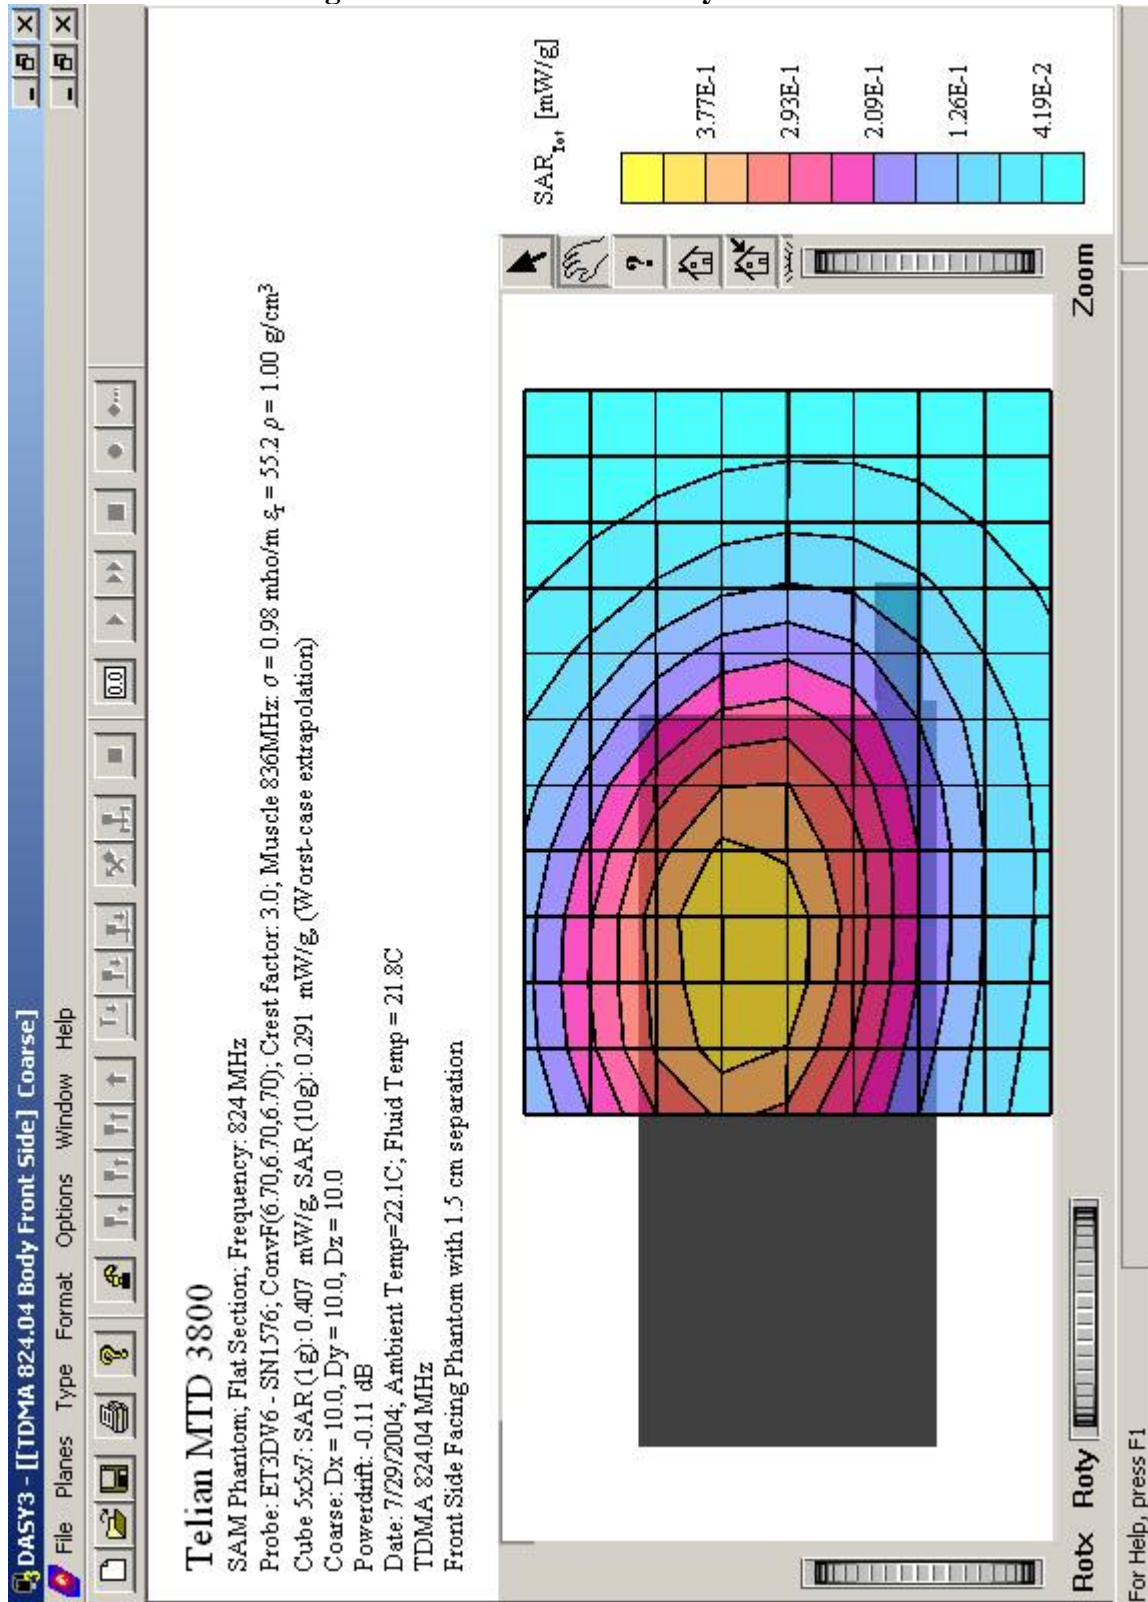 DASY3 - [[TDMA 824.04 Body Front Side] Coarse]
File Planes Type Format Options Window Help
Telian MTD 3800
SAM Phantom; Flat Section; Frequency: 824 MHz
Probe: ET3DV6 - SN1576; ConvF(6.70,6.70,6.70); Crest factor: 3.0; Muscle 836MHz: σ = 0.98 mho/m εr = 55.2 ρ = 1.00 g/cm³
Cube 5x5x7: SAR (1g): 0.407 mW/g, SAR (10g): 0.291 mW/g, (Worst-case extrapolation)
Coarse: Dx = 10.0, Dy = 10.0, Dz = 10.0
Powerdrift: -0.11 dB
Date: 7/29/2004; Ambient Temp=22.1C; Fluid Temp = 21.8C
TDMA 824.04 MHz
Front Side Facing Phantom with 1.5 cm separation
SARTot [mW/g]
3.77E-1
2.93E-1
2.09E-1
1.26E-1
4.19E-2
Rotx Roty Zoom
For Help, press F1